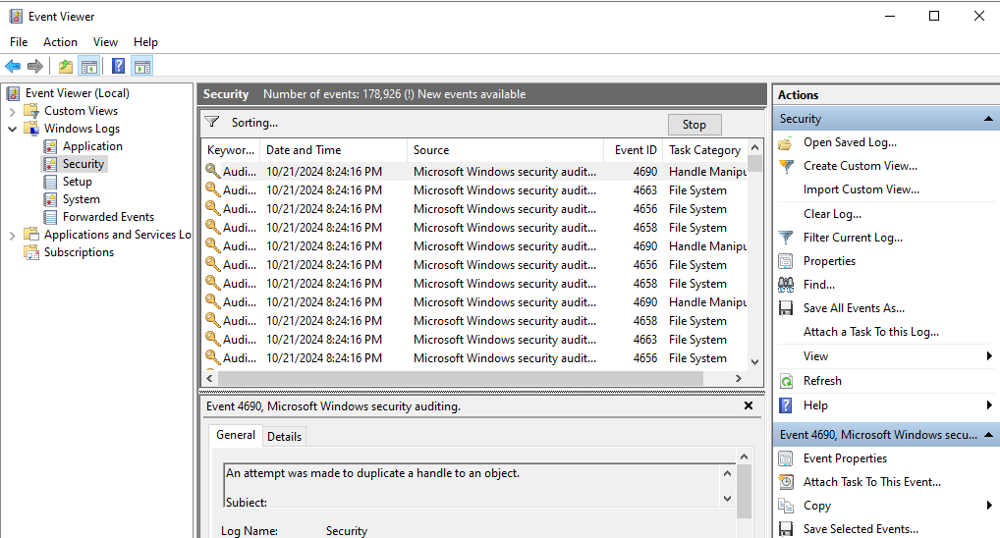 Event Viewer
File Action View Help
Event Viewer (Local)
Custom Views
Windows Logs
Application
Security
Setup
System
Forwarded Events
Applications and Services Lo
Subscriptions
Security Number of events: 178,926 (!) New events available
Sorting... Stop
Keywor... Date and Time Source Event ID Task Category
Audi... 10/21/2024 8:24:16 PM Microsoft Windows security audit... 4690 Handle Manipu
Audi... 10/21/2024 8:24:16 PM Microsoft Windows security audit... 4663 File System
Audi... 10/21/2024 8:24:16 PM Microsoft Windows security audit... 4656 File System
Audi... 10/21/2024 8:24:16 PM Microsoft Windows security audit... 4658 File System
Audi... 10/21/2024 8:24:16 PM Microsoft Windows security audit... 4690 Handle Manipu
Audi... 10/21/2024 8:24:16 PM Microsoft Windows security audit... 4656 File System
Audi... 10/21/2024 8:24:16 PM Microsoft Windows security audit... 4658 File System
Audi... 10/21/2024 8:24:16 PM Microsoft Windows security audit... 4690 Handle Manipu
Audi... 10/21/2024 8:24:16 PM Microsoft Windows security audit... 4658 File System
Audi... 10/21/2024 8:24:16 PM Microsoft Windows security audit... 4663 File System
Audi... 10/21/2024 8:24:16 PM Microsoft Windows security audit... 4656 File System
Event 4690, Microsoft Windows security auditing.
General Details
An attempt was made to duplicate a handle to an object.
Subject:
Log Name: Security
Actions
Security
Open Saved Log...
Create Custom View...
Import Custom View...
Clear Log...
Filter Current Log...
Properties
Find...
Save All Events As...
Attach a Task To this Log...
View
Refresh
Help
Event 4690, Microsoft Windows secu...
Event Properties
Attach Task To This Event...
Copy
Save Selected Events...